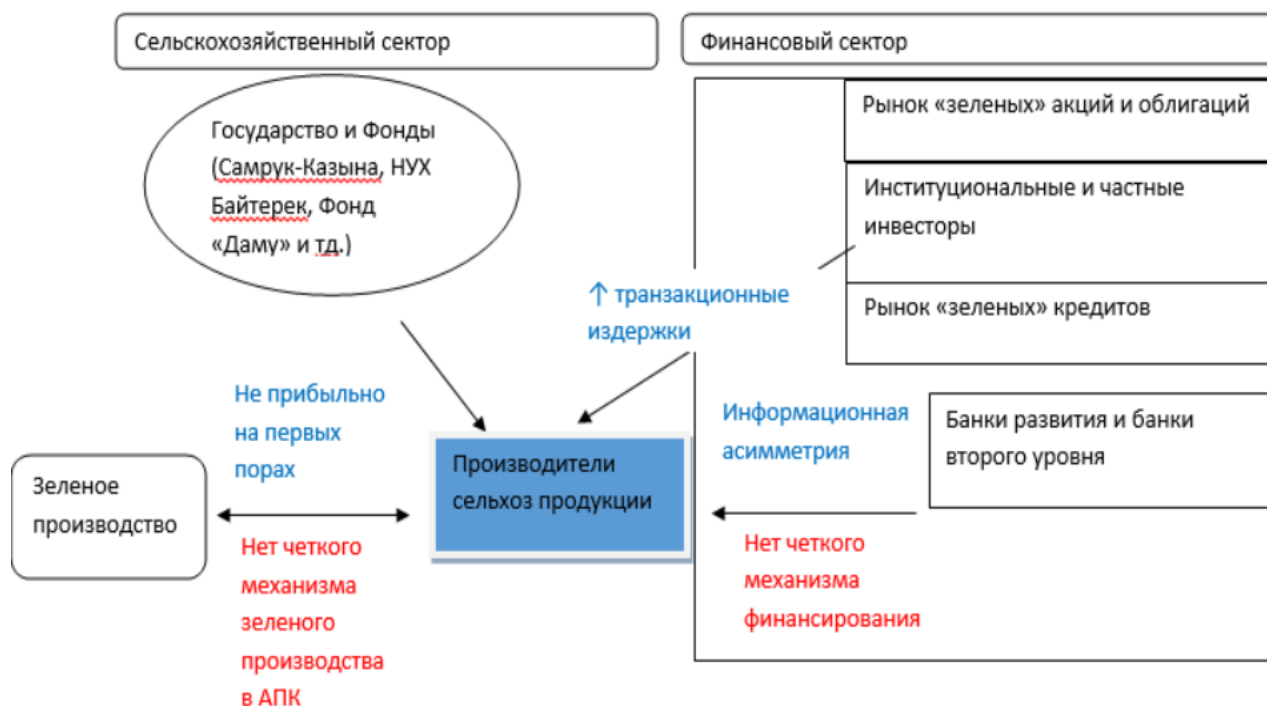 Сельскохозяйственный сектор
Финансовый сектор
Государство и Фонды
(Самрук-Казына, НУХ
Байтерек, Фонд
«Даму» и тд.)
Рынок «зеленых» акций и облигаций
Институциональные и частные
инвесторы
Рынок «зеленых» кредитов
↑ транзакционные
издержки
Не прибыльно
на первых
порах
Информационная
асимметрия
Банки развития и банки
второго уровня
Зеленое
производство
Производители
сельхоз продукции
Нет четкого
механизма
зеленого
производства
в АПК
Нет четкого
механизма
финансирования